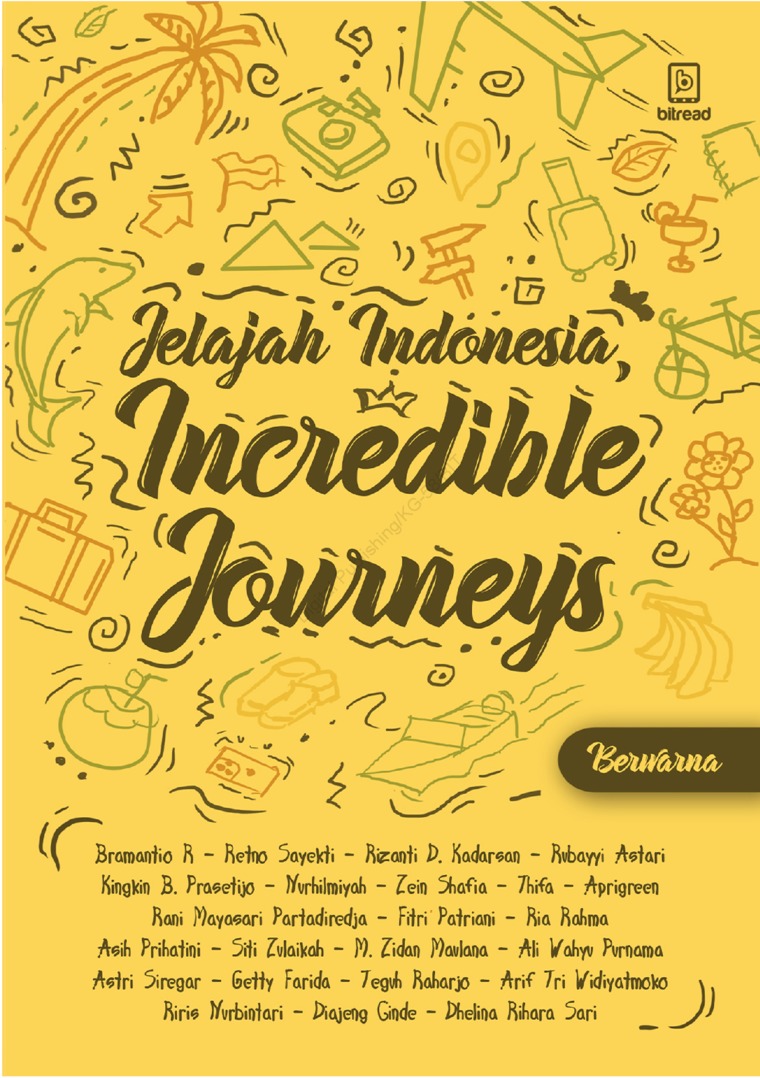 bitread
Jelajah Indonesia,
Incredible
Journeys
Berwarna
Bramantio R - Retno Sayekti - Rizanti D. Kadarsan - Rubayyi Astari
Kingkin B. Prasetijo - Nurhilmiyah - Zein Shafia - Thifa - Aprigreen
Rani Mayasari Partadiredja - Fitri Patriani - Ria Rahma
Asih Prihatini - Siti Zulaikah - M. Zidan Maulana - Ali Wahyu Purnama
Astri Siregar - Getty Farida - Teguh Raharjo - Arif Tri Widiyatmoko
Riris Nurbintari - Diajeng Ginde - Dhelina Rihara Sari